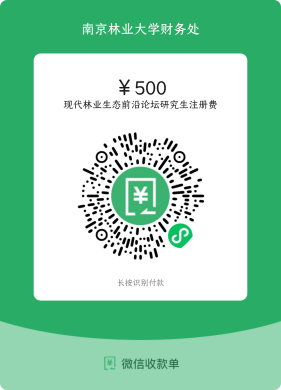 南京林业大学财务处
￥500
现代林业生态前沿论坛研究生注册费
长按识别付款
微信收款单